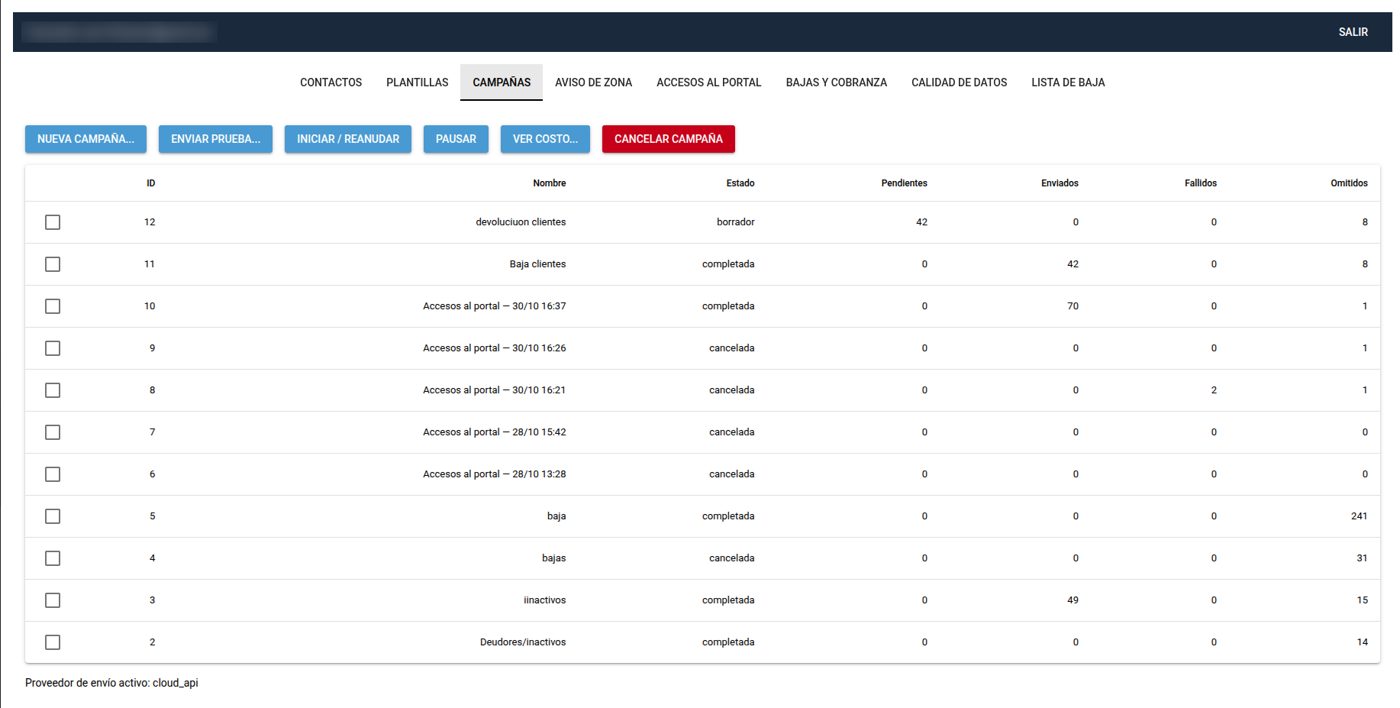 SALIR
CONTACTOS PLANTILLAS CAMPAÑAS AVISO DE ZONA ACCESOS AL PORTAL BAJAS Y COBRANZA CALIDAD DE DATOS LISTA DE BAJA
NUEVA CAMPAÑA... ENVIAR PRUEBA... INICIAR / REANUDAR PAUSAR VER COSTO... CANCELAR CAMPAÑA
ID Nombre Estado Pendientes Enviados Fallidos Omitidos
12 devoluciuon clientes borrador 42 0 0 8
11 Baja clientes completada 0 42 0 8
10 Accesos al portal — 30/10 16:37 completada 0 70 0 1
9 Accesos al portal — 30/10 16:26 cancelada 0 0 0 1
8 Accesos al portal — 30/10 16:21 cancelada 0 0 2 1
7 Accesos al portal — 28/10 15:42 cancelada 0 0 0 0
6 Accesos al portal — 28/10 13:28 cancelada 0 0 0 0
5 baja completada 0 0 0 241
4 bajas cancelada 0 0 0 31
3 iinactivos completada 0 49 0 15
2 Deudores/inactivos completada 0 0 0 14
Proveedor de envío activo: cloud_api